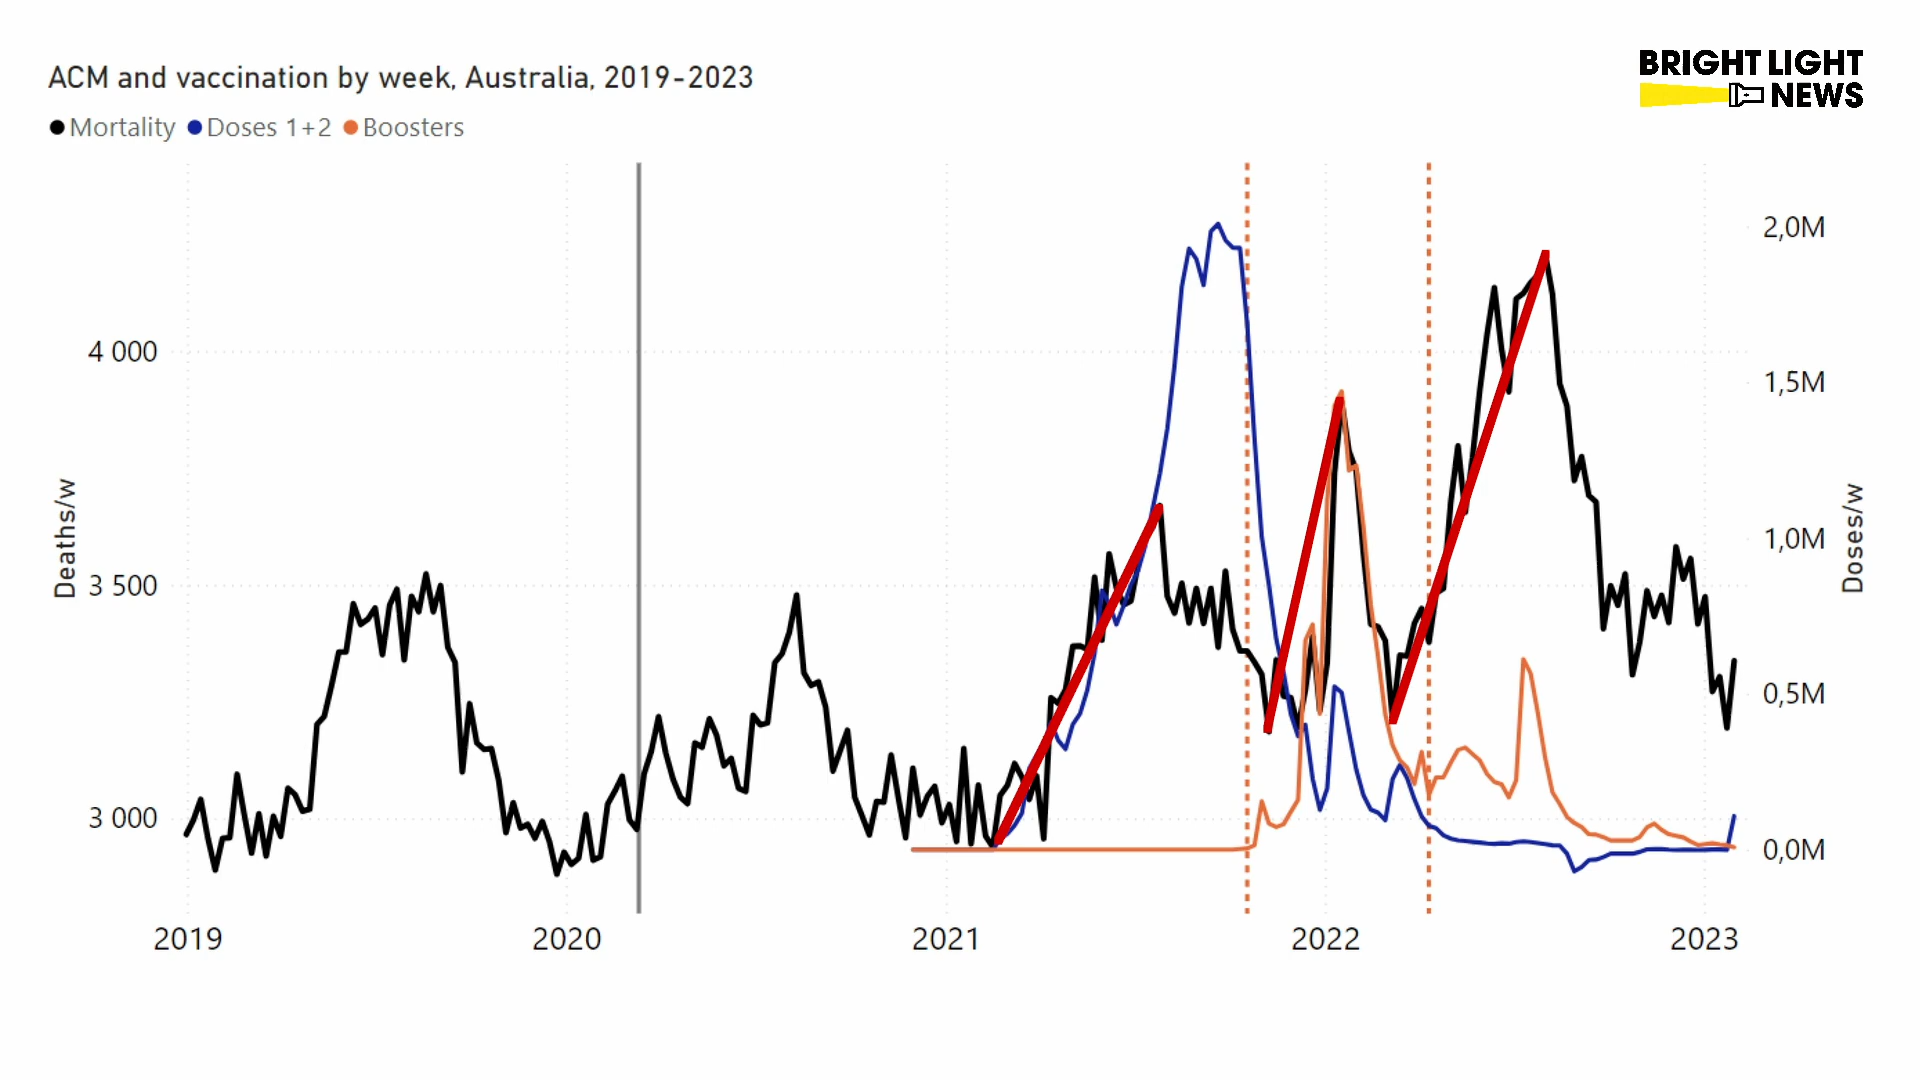 BRIGHT LIGHT
NEWS
ACM and vaccination by week, Australia, 2019-2023
Mortality Doses 1+2 Boosters
2,0M
4 000
1,5M
Deaths/w
1,0M
Doses/w
3 500
0,5M
3 000
0,0M
2019 2020 2021 2022 2023